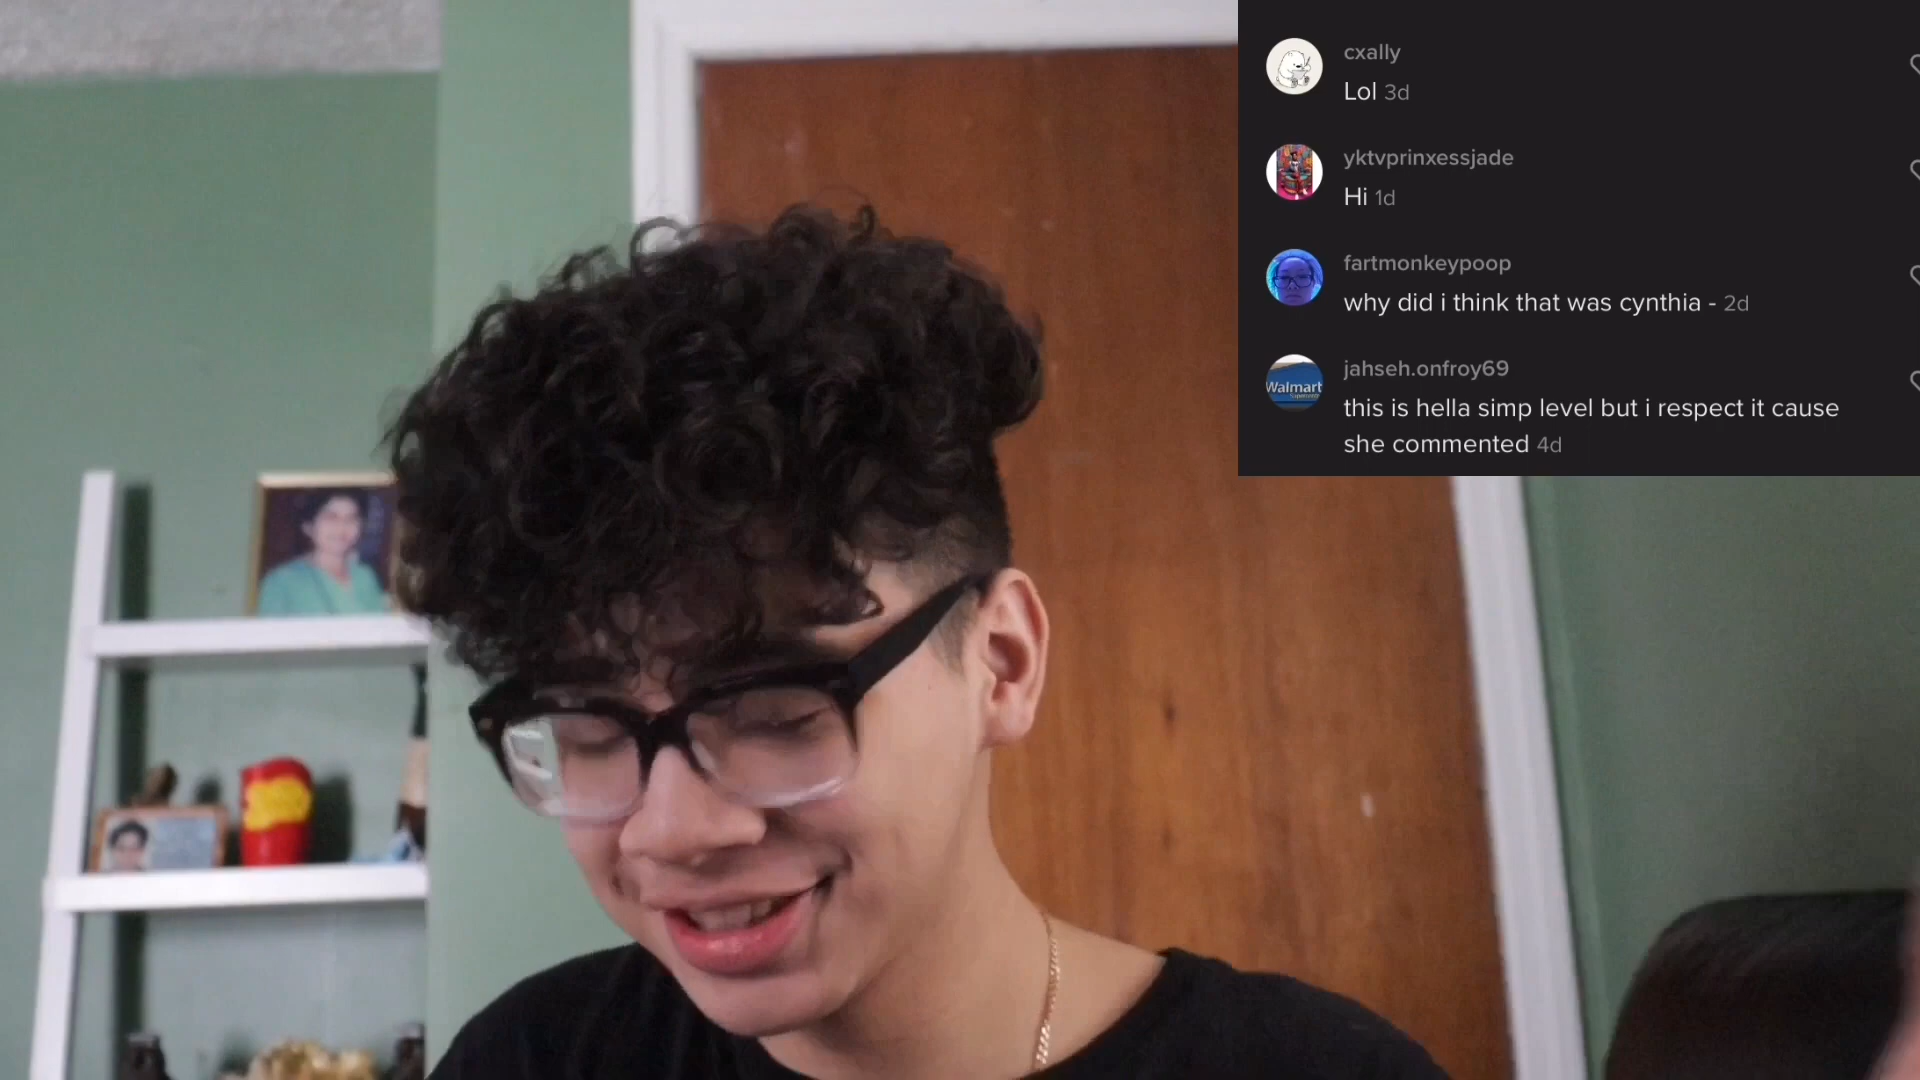 cxally
Lol 3d
yktvprinxessjade
Hi 1d
fartmonkeypoop
why did i think that was cynthia - 2d
jahseh.onfroy69
Walmart
this is hella simp level but i respect it cause
she commented 4d